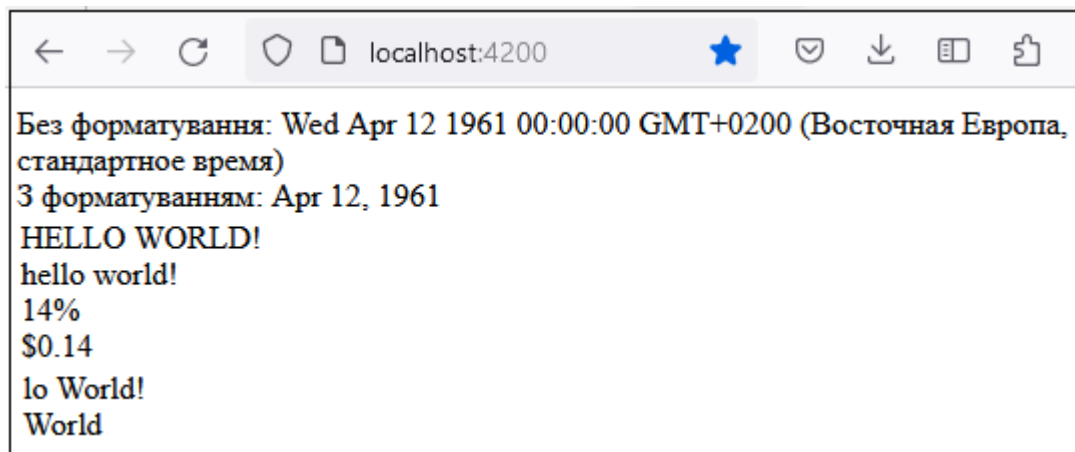 localhost:4200
Без форматування: Wed Apr 12 1961 00:00:00 GMT+0200 (Восточная Европа,
стандартное время)
З форматуванням: Apr 12, 1961
HELLO WORLD!
hello world!
14%
$0.14
lo World!
World